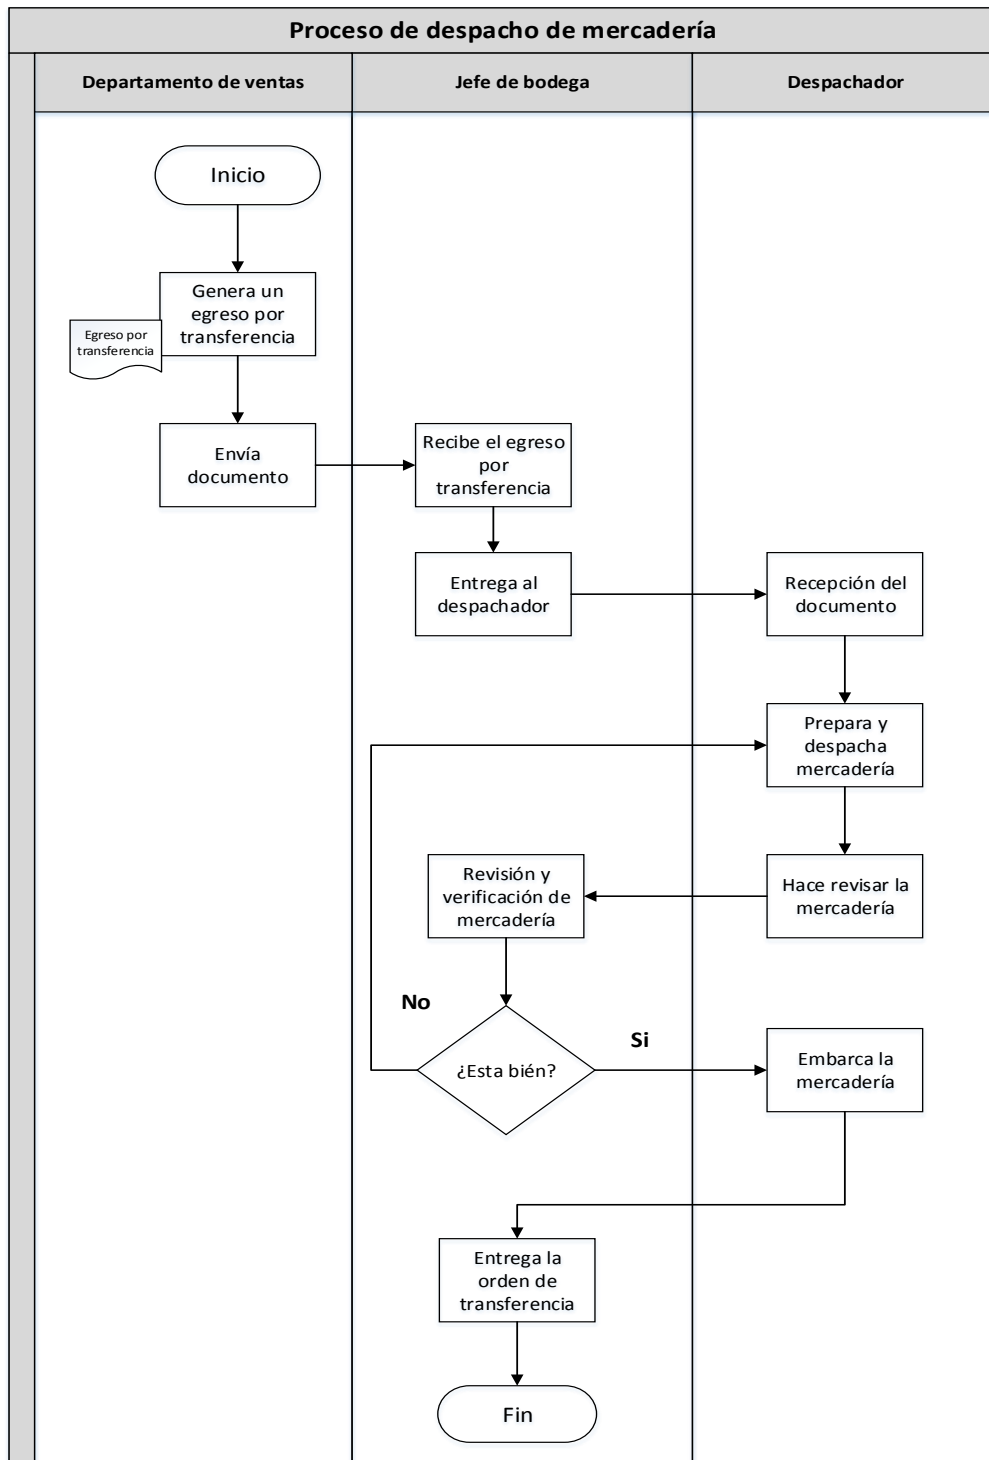 Proceso de despacho de mercadería
Departamento de ventas
Jefe de bodega
Despachador
Inicio
Genera un
egreso por
transferencia
Egreso por
transferencia
Envía
documento
Recibe el egreso
por
transferencia
Entrega al
despachador
Recepción del
documento
Prepara y
despacha
mercadería
Hace revisar la
mercadería
Revisión y
verificación de
mercadería
No
¿Esta bién?
Si
Embarca la
mercadería
Entrega la
orden de
transferencia
Fin